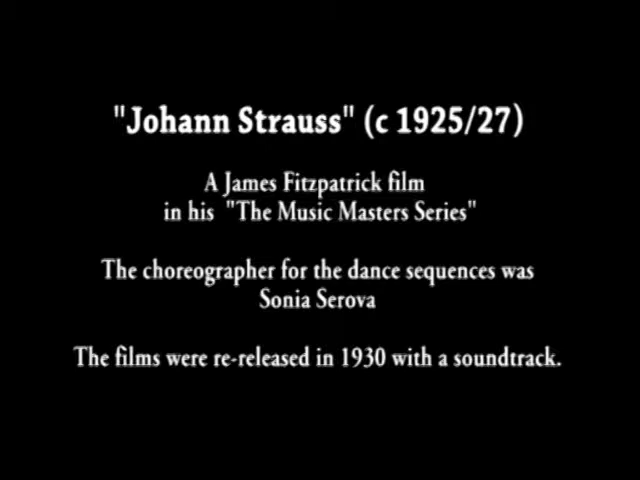 "Johann Strauss" (c 1925/27)
A James Fitzpatrick film
in his "The Music Masters Series"
The choreographer for the dance sequences was
Sonia Serova
The films were re-released in 1930 with a soundtrack.